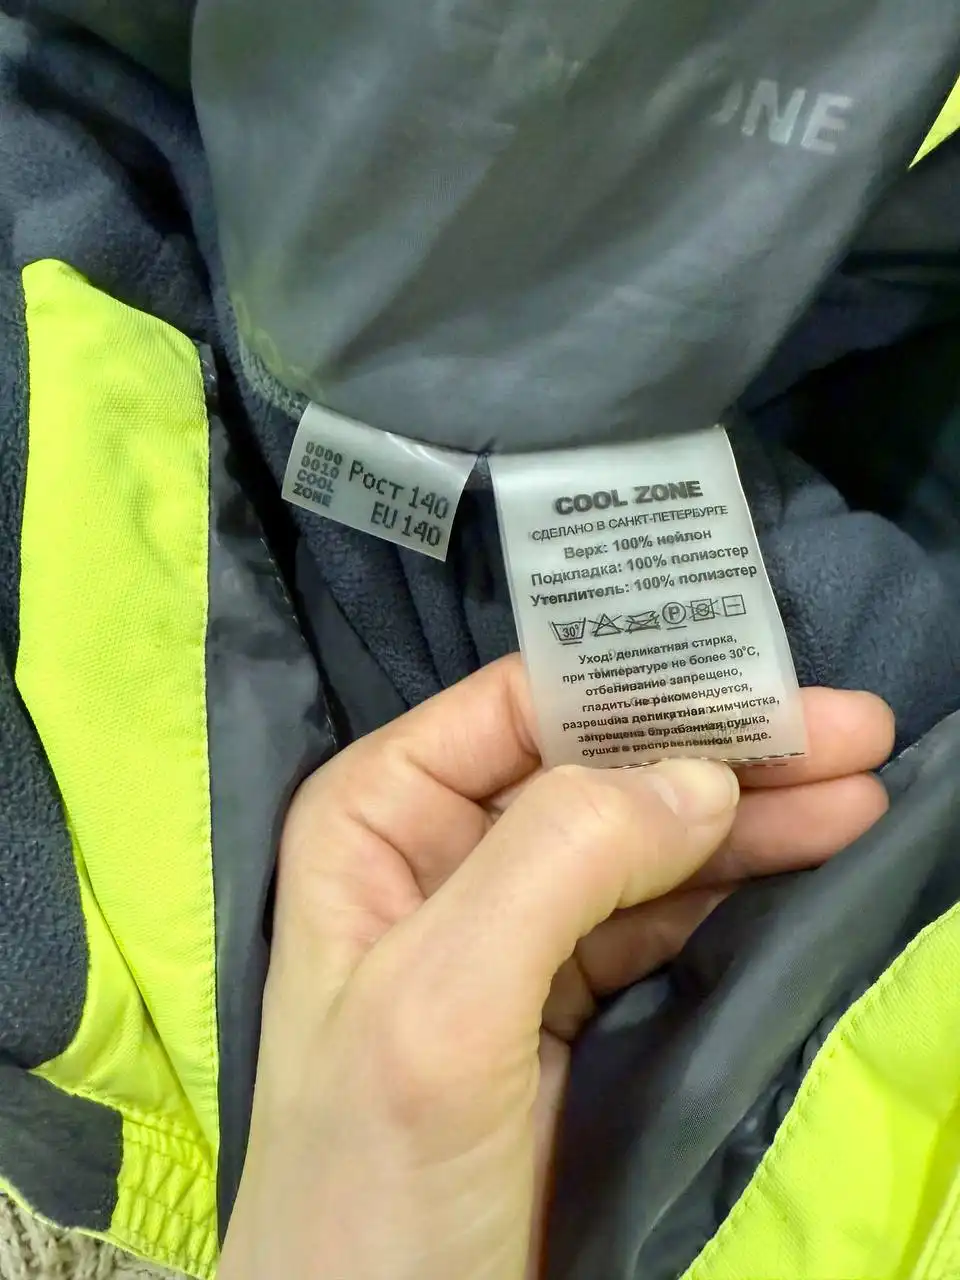 ONE
0000
0010
COOL
ZONE
Рост 140
EU 140
COOL ZONE
СДЕЛАНО В САНКТ-ПЕТЕРБУРГЕ
Верх: 100% нейлон
Подкладка: 100% полиэстер
Утеплитель: 100% полиэстер
30° P
Уход: деликатная стирка,
при температуре не более 30°C,
отбеливание запрещено,
гладить не рекомендуется,
разрешена деликатная химчистка,
запрещена барабанная сушка,
сушка в расправленном виде.